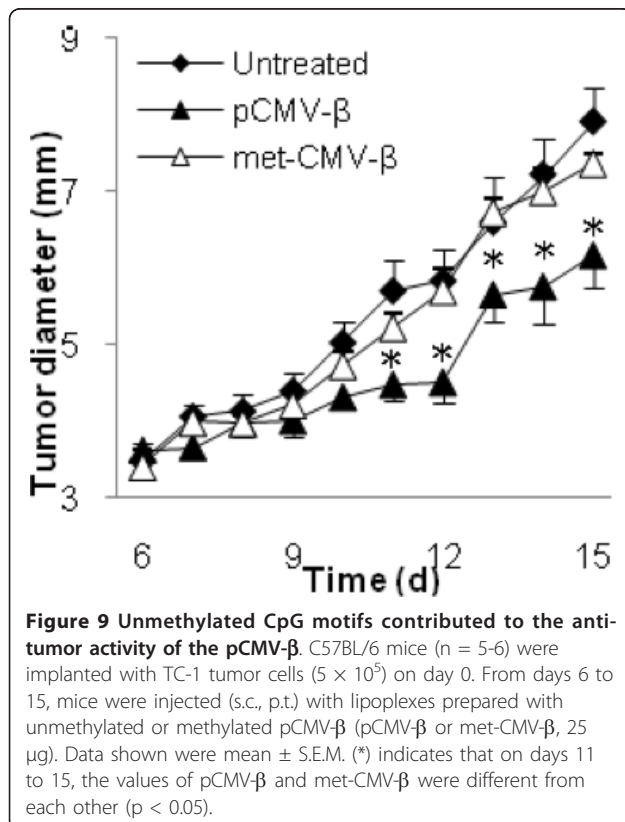 9
7
5
3
Tumor diameter (mm)
Untreated
pCMV-β
met-CMV-β
* * * * *
6 9 12 15
Time (d)
Figure 9 Unmethylated CpG motifs contributed to the anti-
tumor activity of the pCMV-β. C57BL/6 mice (n = 5-6) were
implanted with TC-1 tumor cells (5 × 10⁵) on day 0. From days 6 to
15, mice were injected (s.c., p.t.) with lipoplexes prepared with
unmethylated or methylated pCMV-β (pCMV-β or met-CMV-β, 25
μg). Data shown were mean ± S.E.M. (*) indicates that on days 11
to 15, the values of pCMV-β and met-CMV-β were different from
each other (p < 0.05).